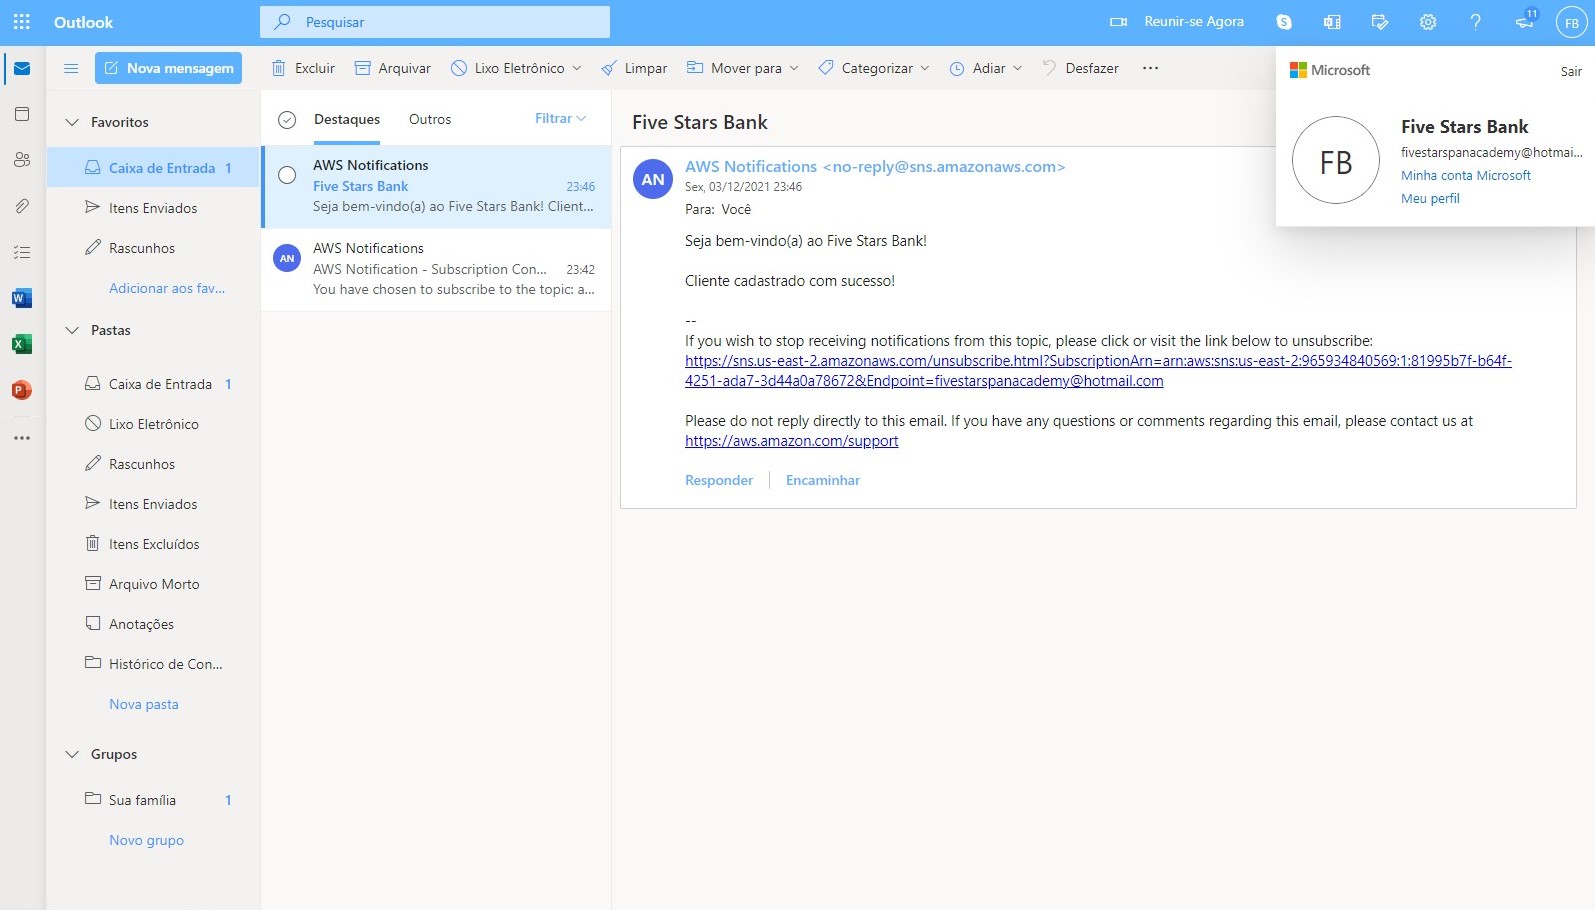 Outlook
Pesquisar
Reunir-se Agora
11
FB
Nova mensagem
Excluir
Arquivar
Lixo Eletrônico
Limpar
Mover para
Categorizar
Adiar
Desfazer
Microsoft
Sair
FB
Five Stars Bank
fivestarspanacademy@hotmai...
Minha conta Microsoft
Meu perfil
Favoritos
Caixa de Entrada 1
Itens Enviados
Rascunhos
Adicionar aos fav...
Pastas
Caixa de Entrada 1
Lixo Eletrônico
Rascunhos
Itens Enviados
Itens Excluídos
Arquivo Morto
Anotações
Histórico de Con...
Nova pasta
Grupos
Sua família 1
Novo grupo
Destaques
Outros
Filtrar
AWS Notifications
Five Stars Bank 23:46
Seja bem-vindo(a) ao Five Stars Bank! Client...
AN
AWS Notifications
AWS Notification - Subscription Con... 23:42
You have chosen to subscribe to the topic: a...
Five Stars Bank
AN
AWS Notifications <no-reply@sns.amazonaws.com>
Sex, 03/12/2021 23:46
Para: Você
Seja bem-vindo(a) ao Five Stars Bank!
Cliente cadastrado com sucesso!
--
If you wish to stop receiving notifications from this topic, please click or visit the link below to unsubscribe:
https://sns.us-east-2.amazonaws.com/unsubscribe.html?SubscriptionArn=arn:aws:sns:us-east-2:965934840569:1:81995b7f-b64f-
4251-ada7-3d44a0a78672&Endpoint=fivestarspanacademy@hotmail.com
Please do not reply directly to this email. If you have any questions or comments regarding this email, please contact us at
https://aws.amazon.com/support
Responder
Encaminhar